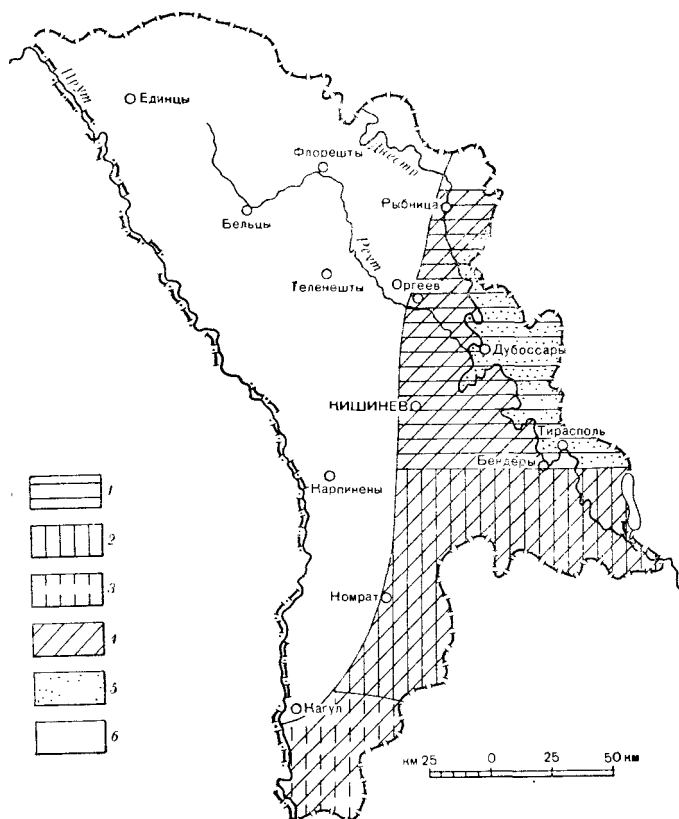 Прут
Единцы
Флорешты
Днестр
Рыбница
Бельцы
Реут
Теленешты
Оргеев
Дубоссары
КИШИНЕВ
Тирасполь
Бендеры
Карпинены
Комрат
Кагул
1
2
3
4
5
6
км 25 0 25 50 км